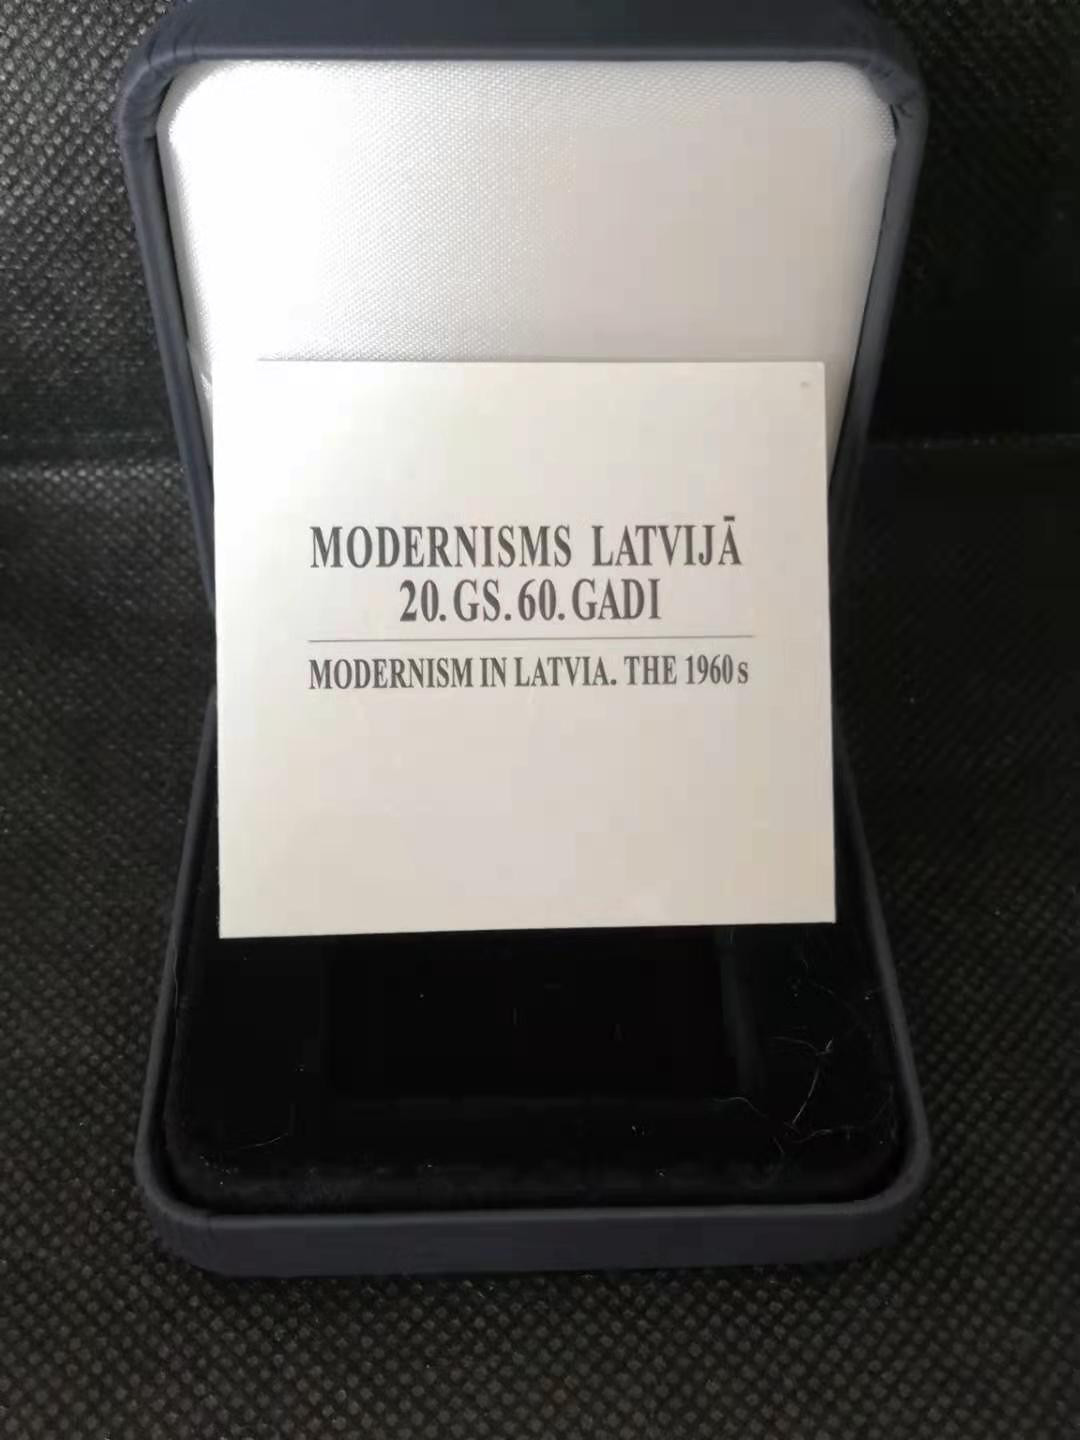 MODERNISMS LATVIJĀ
20. GS. 60. GADI
MODERNISM IN LATVIA. THE 1960s